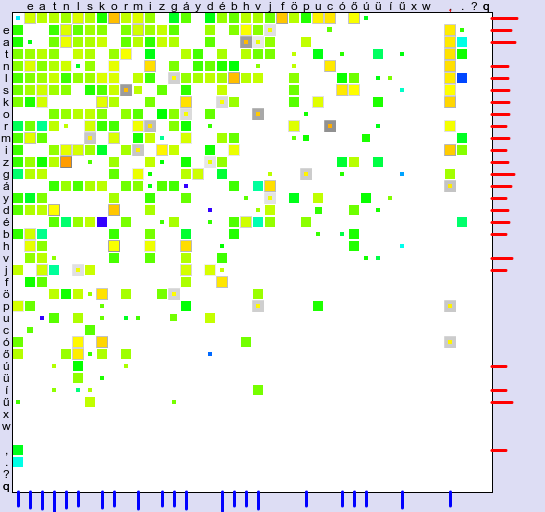 e a t n l s k o r m i z g á y d é b h v j f ö p u c ó ő ú ü í ű x w , . ? q
e
a
t
n
l
s
k
o
r
m
i
z
g
á
y
d
é
b
h
v
j
f
ö
p
u
c
ó
ő
ú
ü
í
ű
x
w
,
.
?
q